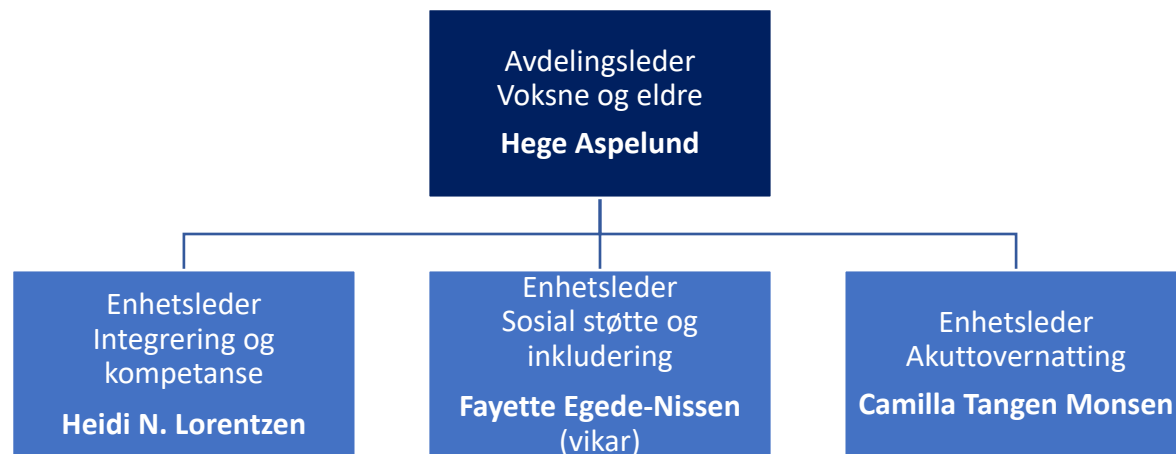 Avdelingsleder
Voksne og eldre
Hege Aspelund
Enhetsleder
Integrering og
kompetanse
Heidi N. Lorentzen
Enhetsleder
Sosial støtte og
inkludering
Fayette Egede-Nissen
(vikar)
Enhetsleder
Akuttovernatting
Camilla Tangen Monsen